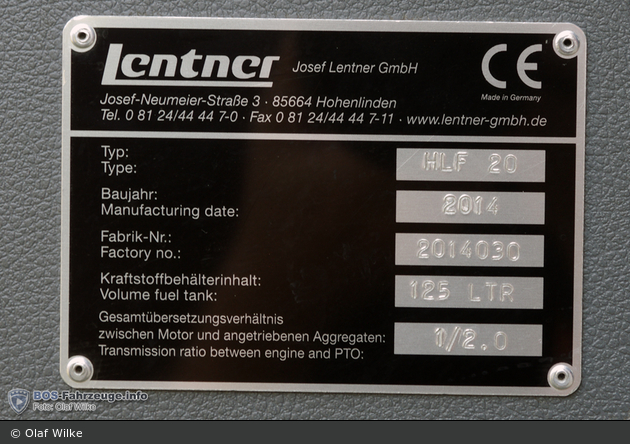 Lentner Josef Lentner GmbH CE
Made in Germany
Josef-Neumeier-Straße 3 · 85664 Hohenlinden
Tel. 0 81 24/44 44 7-0 · Fax 0 81 24/44 44 7-11 · www.lentner-gmbh.de
Typ:
Type: HLF 20
Baujahr:
Manufacturing date: 2014
Fabrik-Nr.:
Factory no.: 2014030
Kraftstoffbehälterinhalt:
Volume fuel tank: 125 LTR
Gesamtübersetzungsverhältnis
zwischen Motor und angetriebenen Aggregaten: 1/2.0
Transmission ratio between engine and PTO:
BOS-Fahrzeuge.info
Foto: Olaf Wilke
© Olaf Wilke